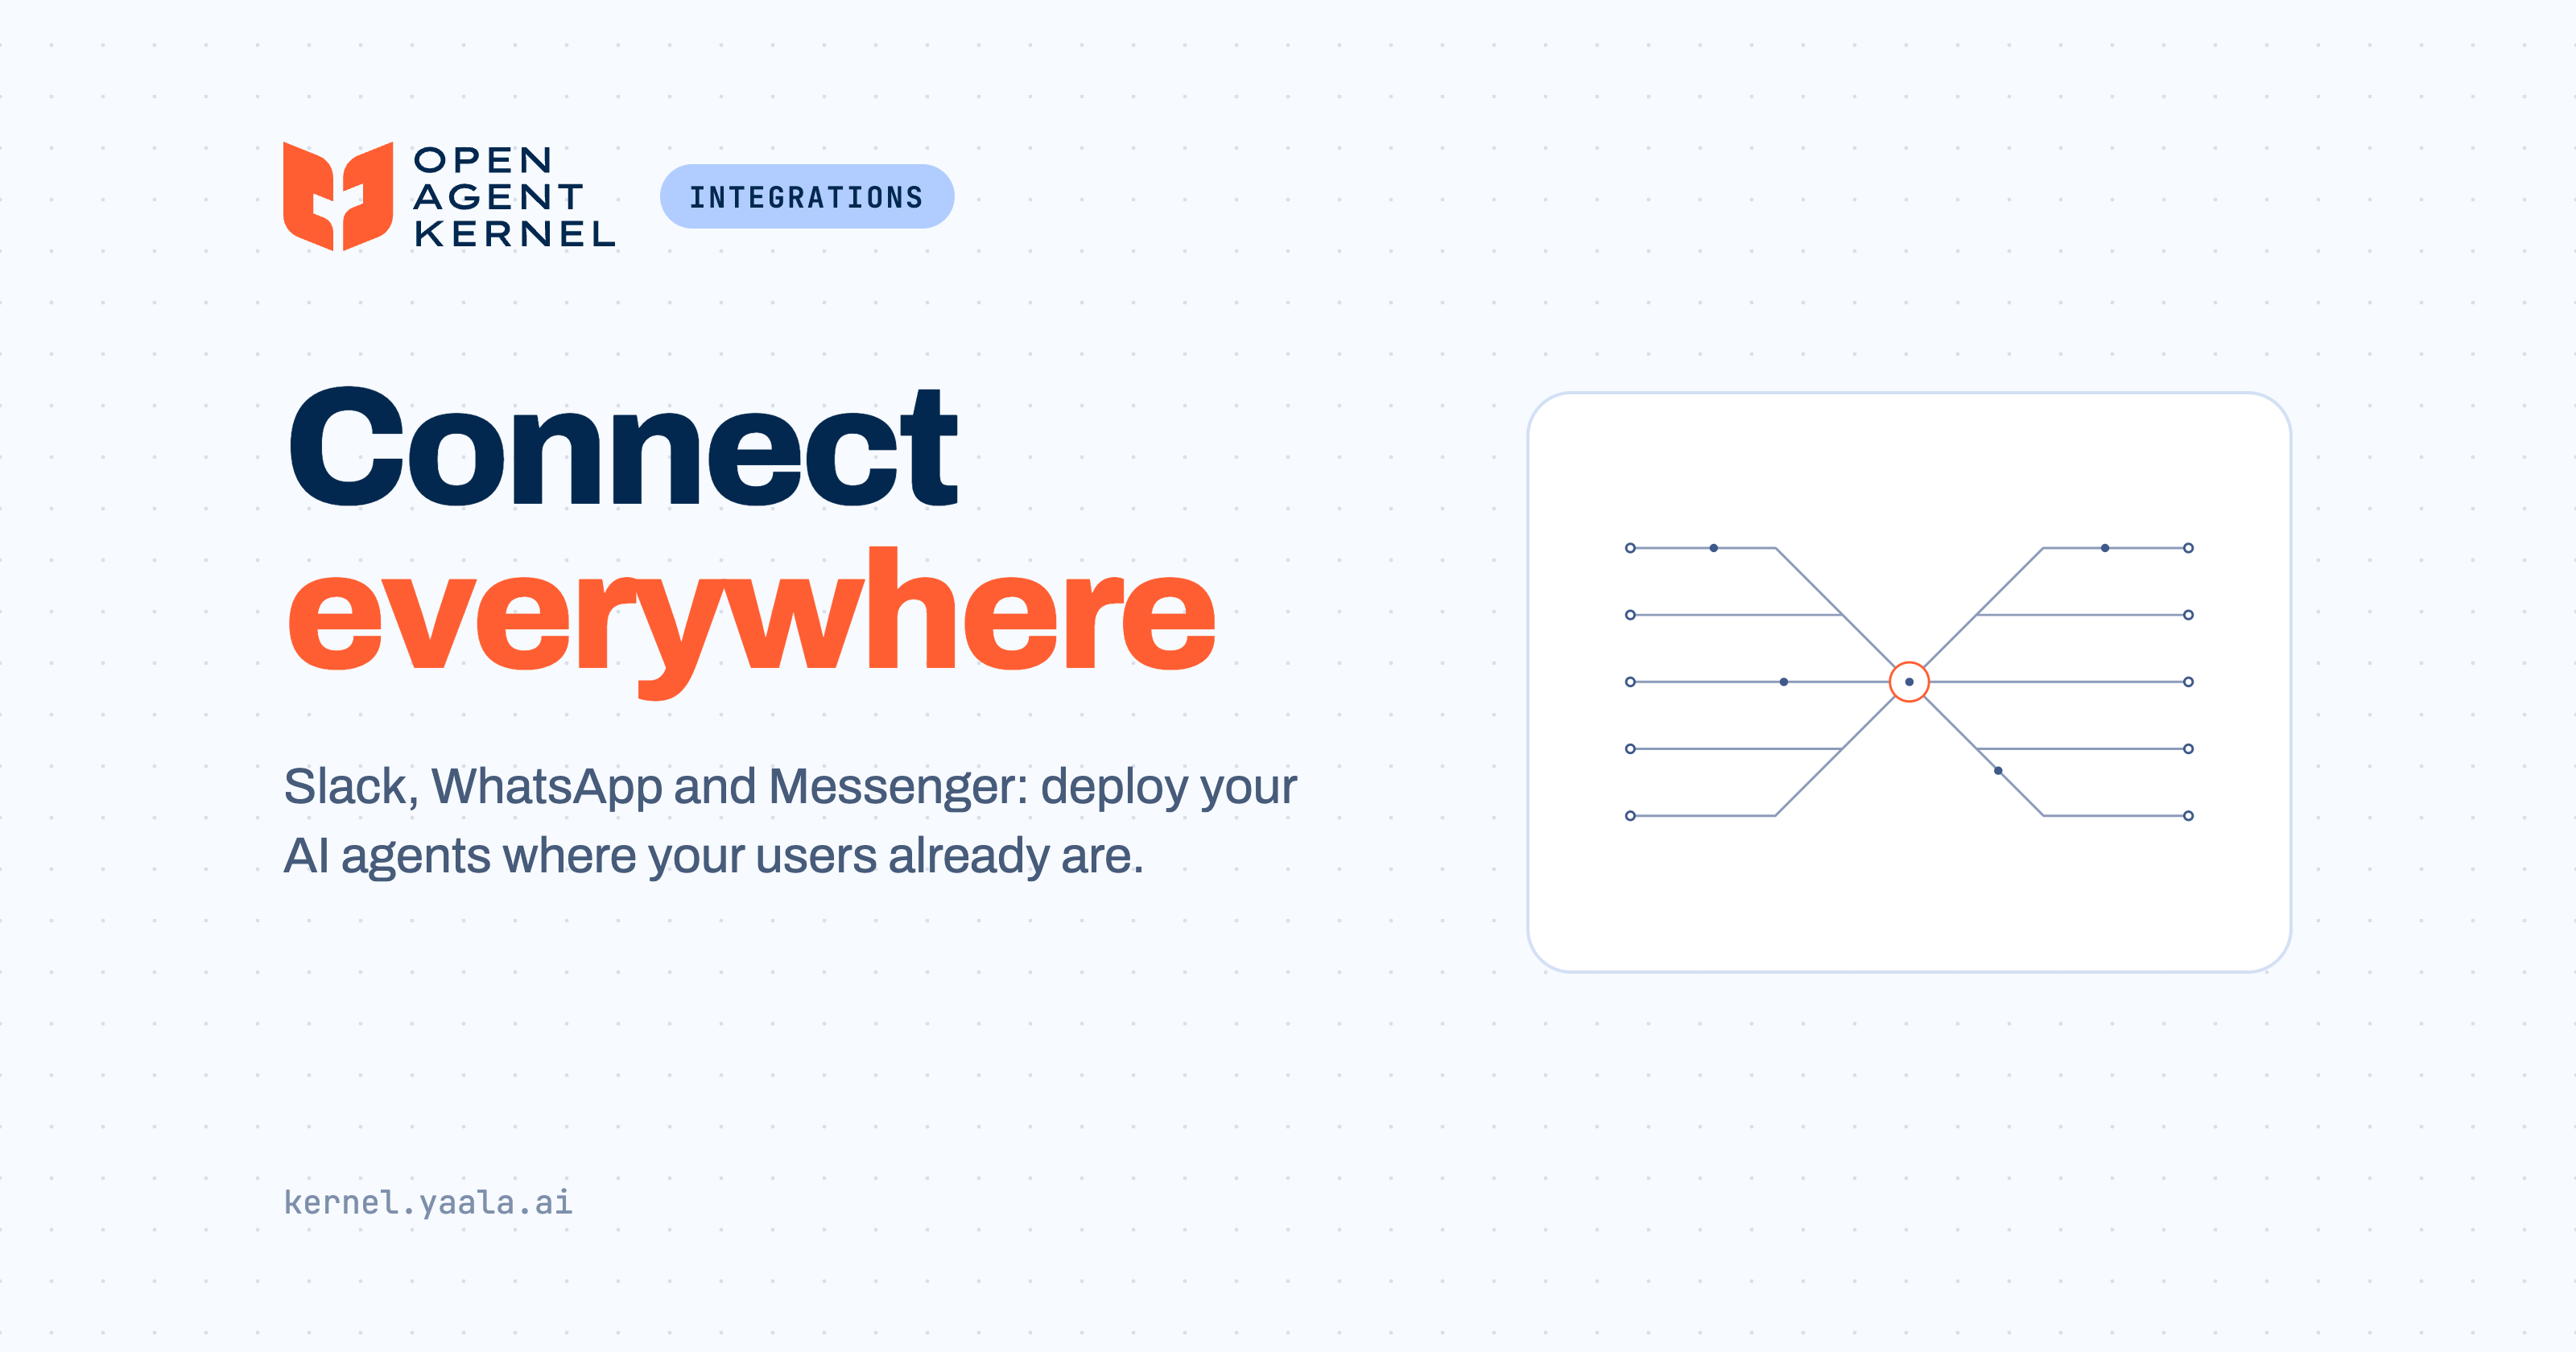 OPEN
AGENT
KERNEL
INTEGRATIONS
Connect
everywhere
Slack, WhatsApp and Messenger: deploy your
AI agents where your users already are.
kernel.yaala.ai